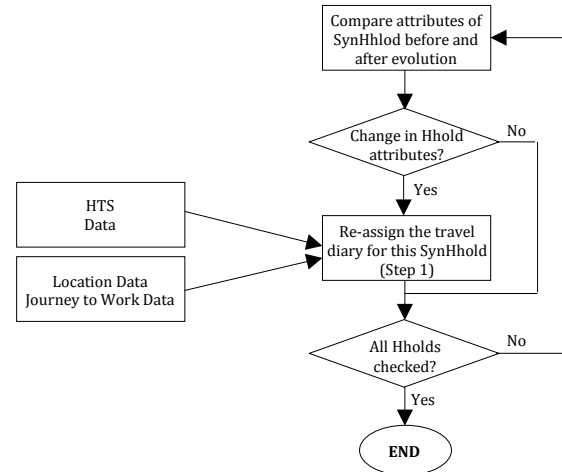 Compare attributes of
SynHhlod before and
after evolution
Change in Hhold
attributes?
No
Yes
HTS
Data
Re-assign the travel
diary for this SynHhold
(Step 1)
Location Data
Journey to Work Data
All Hholds
checked?
No
Yes
END